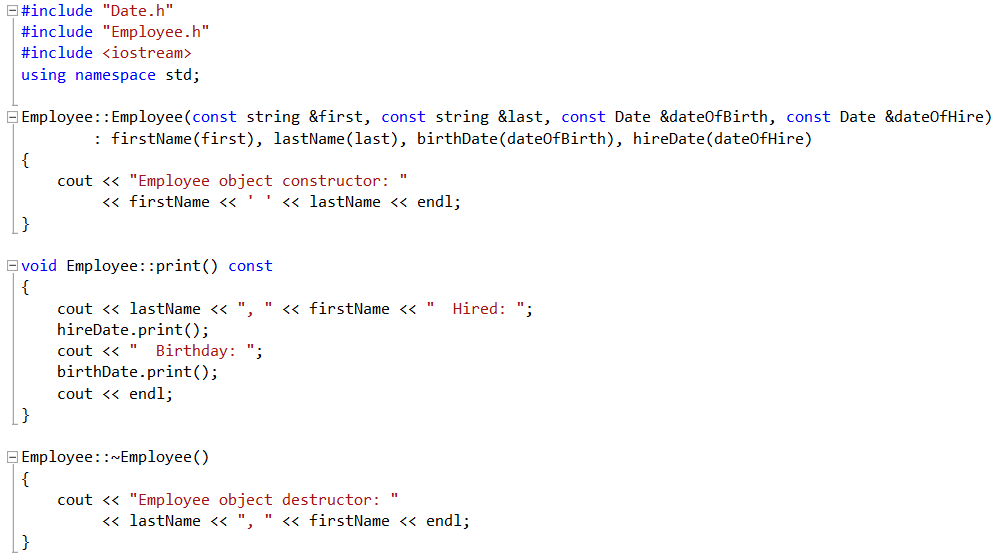 #include "Date.h"
#include "Employee.h"
#include <iostream>
using namespace std;
Employee::Employee(const string &first, const string &last, const Date &dateOfBirth, const Date &dateOfHire)
: firstName(first), lastName(last), birthDate(dateOfBirth), hireDate(dateOfHire)
{
cout << "Employee object constructor: "
<< firstName << ' ' << lastName << endl;
}
void Employee::print() const
{
cout << lastName << ", " << firstName << "  Hired: ";
hireDate.print();
cout << "  Birthday: ";
birthDate.print();
cout << endl;
}
Employee::~Employee()
{
cout << "Employee object destructor: "
<< lastName << ", " << firstName << endl;
}